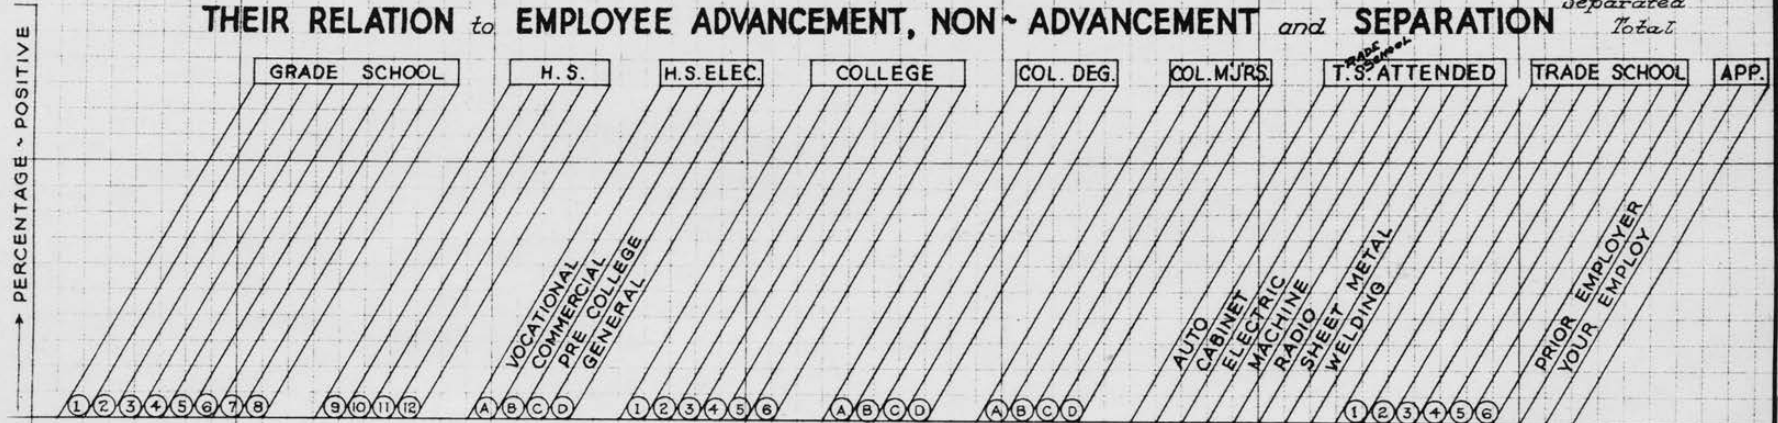 Separated
THEIR RELATION to EMPLOYEE ADVANCEMENT, NON~ADVANCEMENT and SEPARATION Total
PERCENTAGE ~ POSITIVE
TRADE SCHOOL
GRADE SCHOOL H.S. H.S.ELEC. COLLEGE COL. DEG. COL.MJRS. T.S. ATTENDED TRADE SCHOOL APP.
VOCATIONAL
COMMERCIAL
PRE COLLEGE
GENERAL
AUTO
CABINET
ELECTRIC
MACHINE
RADIO
SHEET METAL
WELDING
PRIOR EMPLOYER
YOUR EMPLOY
1 2 3 4 5 6 7 8 9 10 11 12 A B C D 1 2 3 4 5 6 A B C D A B C D 1 2 3 4 5 6